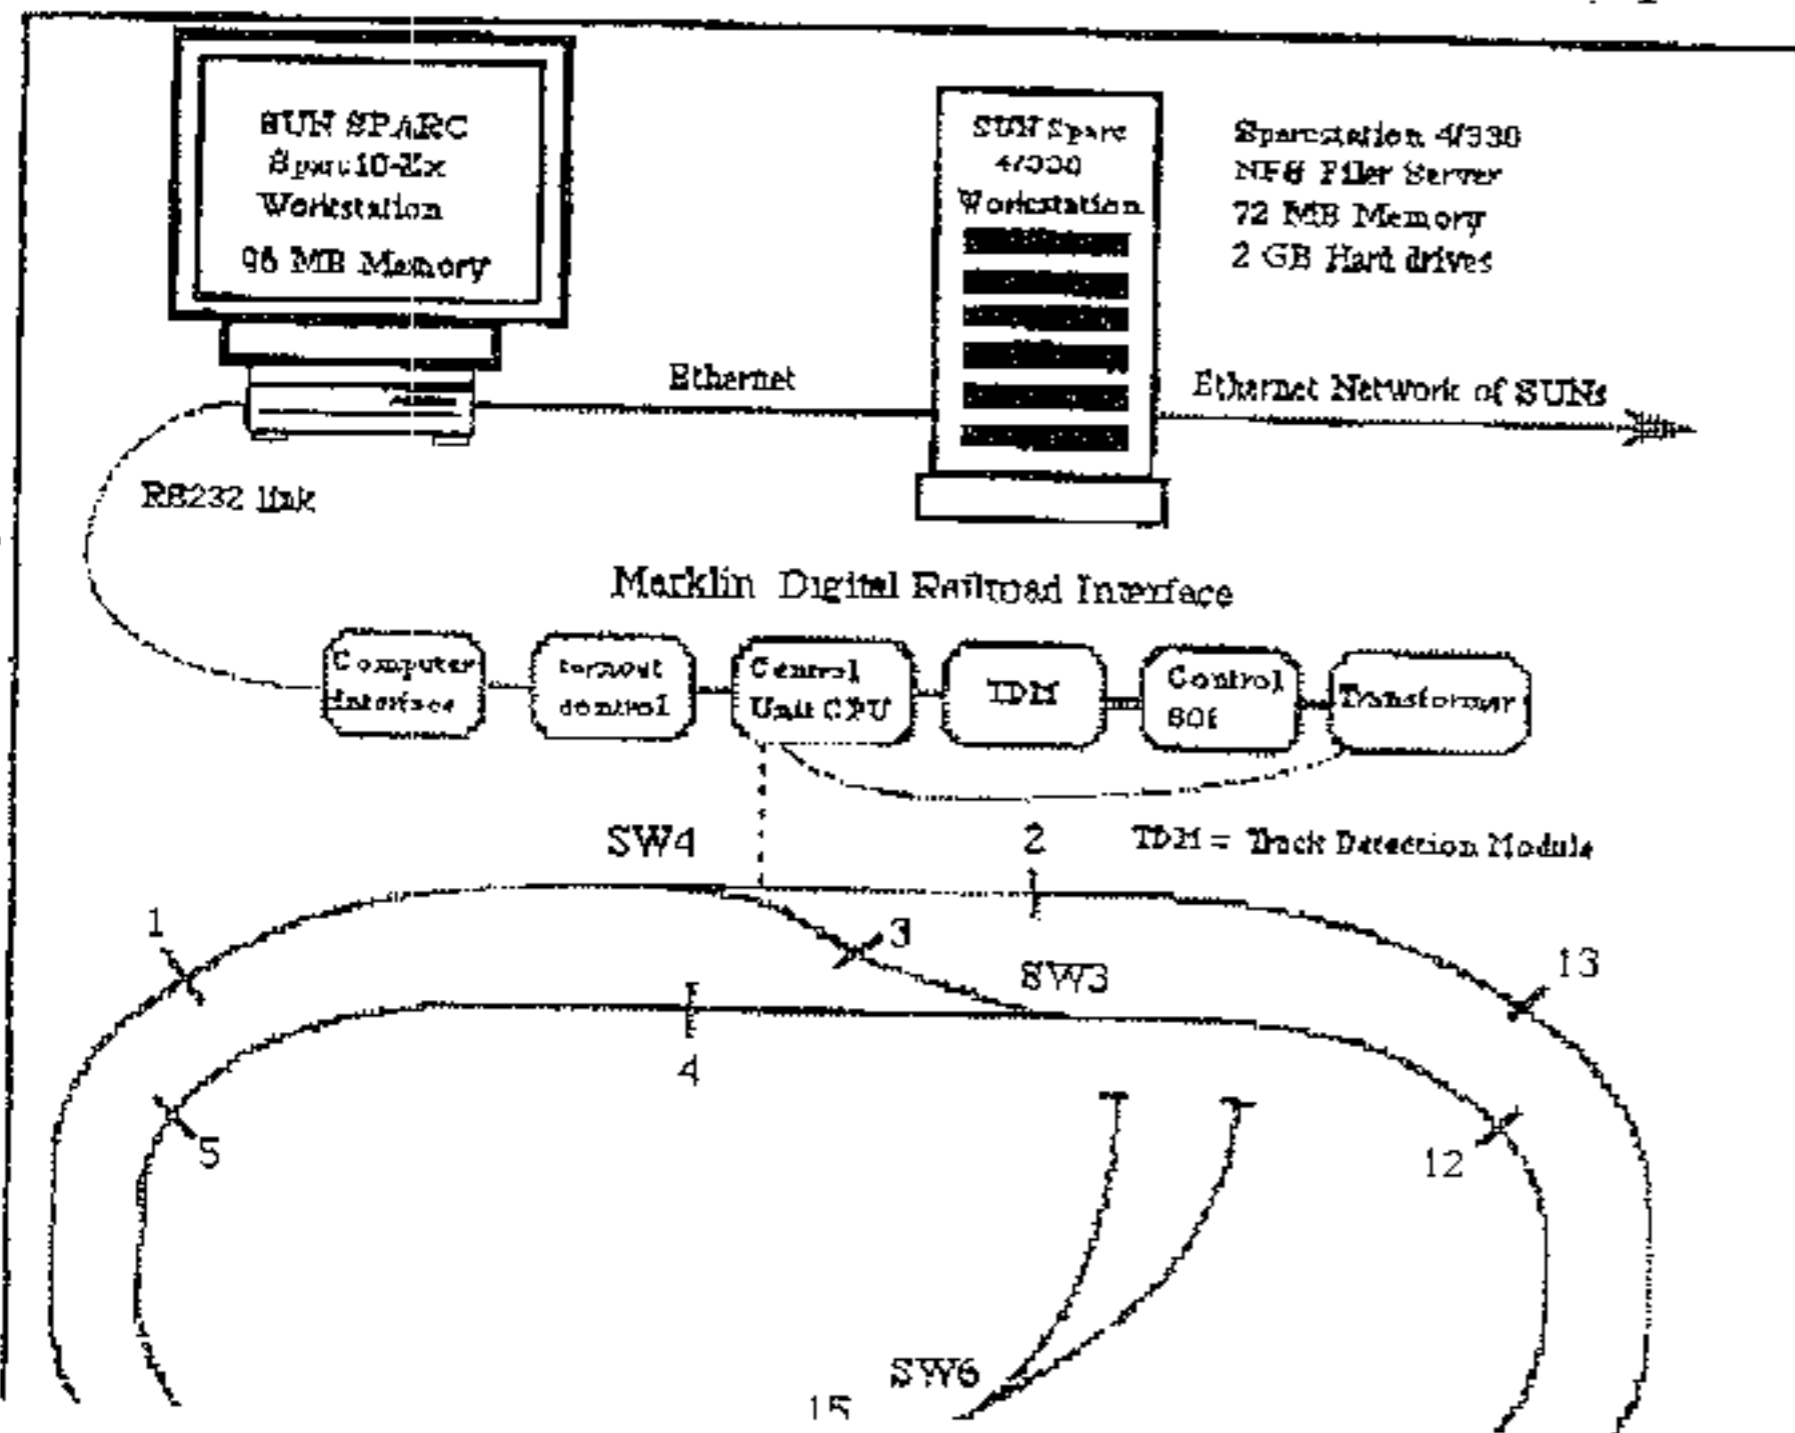 SUN SPARC
Sparc10-Ex
Workstation
96 MB Memory
SUN Sparc
4/330
Workstation
Sparcstation 4/330
NFS Filer Server
72 MB Memory
2 GB Hard drives
Ethernet
Ethernet Network of SUNs
RS232 link
Marklin Digital Railroad Interface
Computer
Interface
turnout
control
Central
Unit CPU
TDM
Control
Transformer
SW4
2
TDM = Track Detection Module
1
3
SW3
13
4
5
12
SW6
15